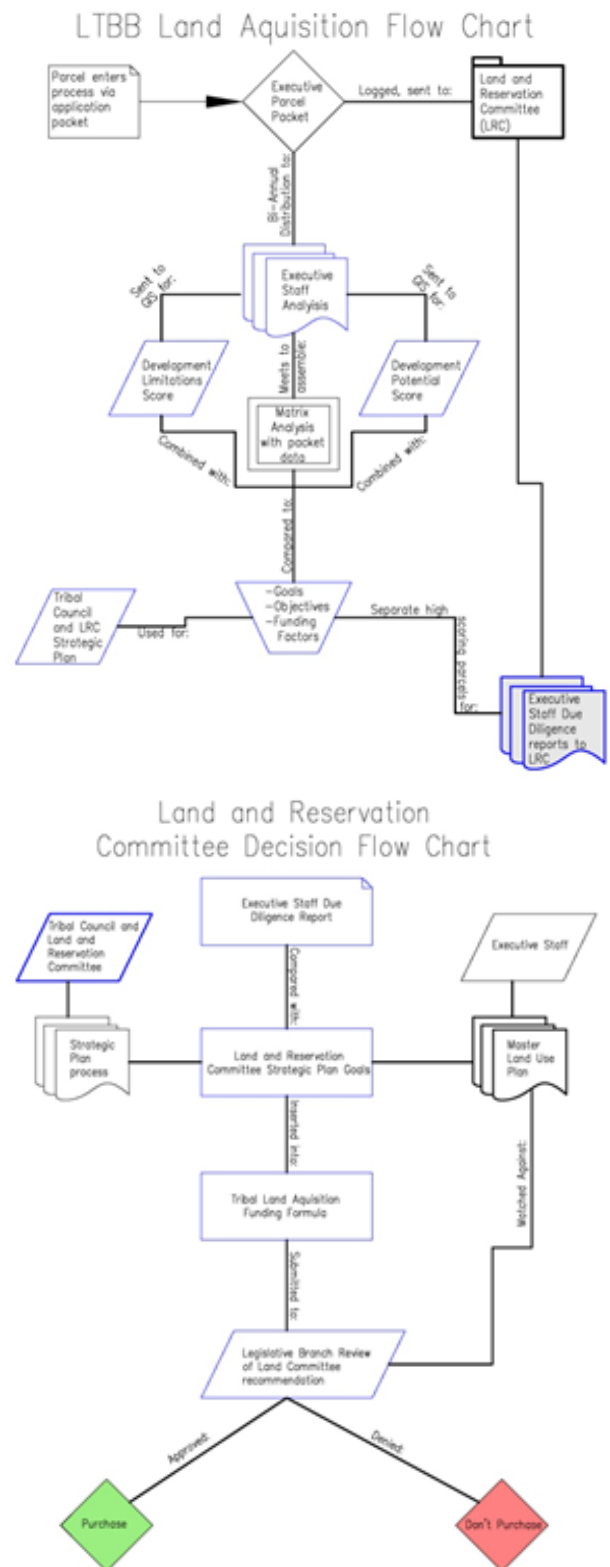 LTBB Land Aquisition Flow Chart
Parcel enters
process via
application
packet
Executive
Parcel
Packet
Logged, sent to:
Land and
Reservation
Committee
(LRC)
Bi-Annual
Distribution to:
Executive
Staff
Analyisis
Sent to
GIS for:
Sent to
GIS for:
Development
Limitations
Score
Meets to
assemble:
Development
Potential
Score
Matrix
Analysis
with packet
data
Combined with:
Combined with:
Compared to:
Tribal
Council
and LRC
Strategic
Plan
Used for:
-Goals
-Objectives
-Funding
Factors
Separate high
scoring parcels
for:
Executive
Staff Due
Diligence
reports to
LRC
Land and Reservation
Committee Decision Flow Chart
Tribal Council and
Land and
Reservation
Committee
Executive Staff Due
Diligence Report
Executive Staff
Compared with:
Strategic
Plan
process
Land and Reservation
Committee Strategic Plan Goals
Master
Land Use
Plan
Inserted into:
Matched Against:
Tribal Land Aquisition
Funding Formula
Submitted to:
Legislative Branch Review
of Land Committee
recommendation
Approved:
Denied:
Purchase
Don't Purchase